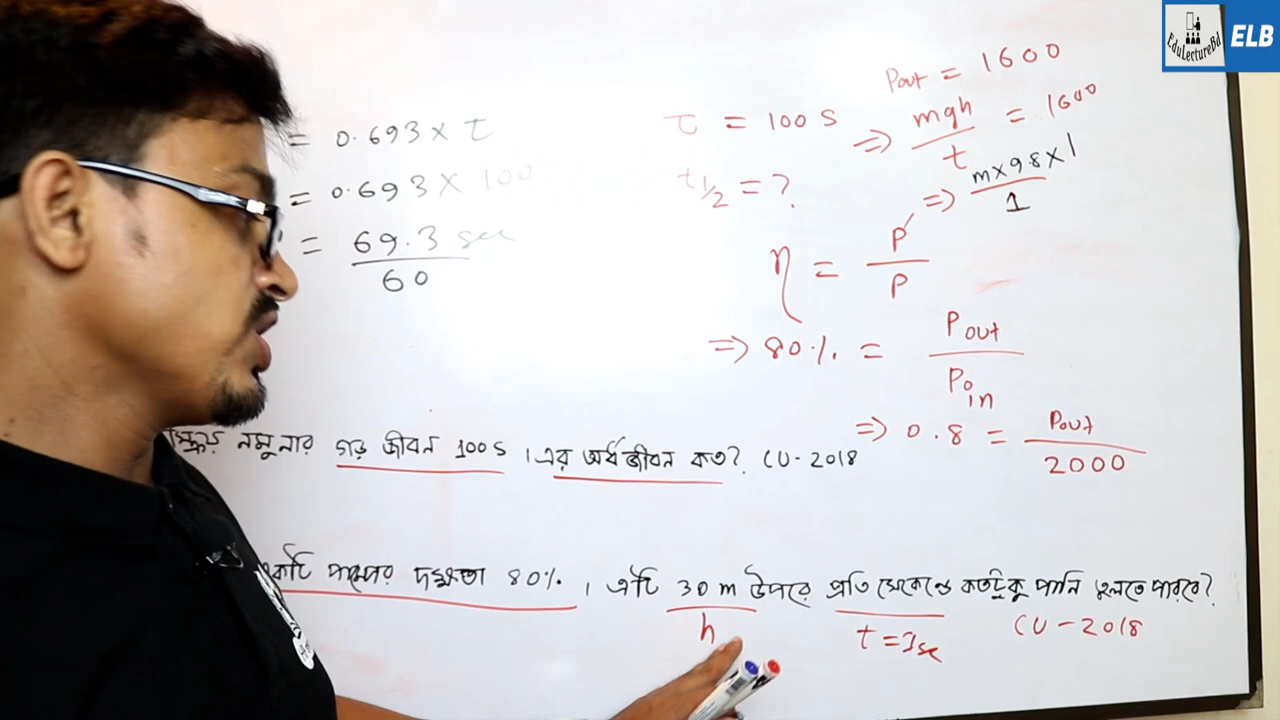 EduLectureBd ELB
= 0.693 × τ
= 0.693 × 100
= 69.3 sec
60
τ = 100 S
t1/2 = ?
Pout = 1600
=> mgh / t = 1600
=> m×9.8×1 / 1
η = P' / P
=> 80% = Pout / Pin
=> 0.8 = Pout / 2000
নমুনার গড় জীবন 100 S । এর অর্ধজীবন কত? CU-2018
একটি পাম্পের দক্ষতা 80% । এটি 30 m উপরে প্রতি সেকেন্ডে কতটুকু পানি তুলতে পারবে?
h t = 1 sec CU-2018